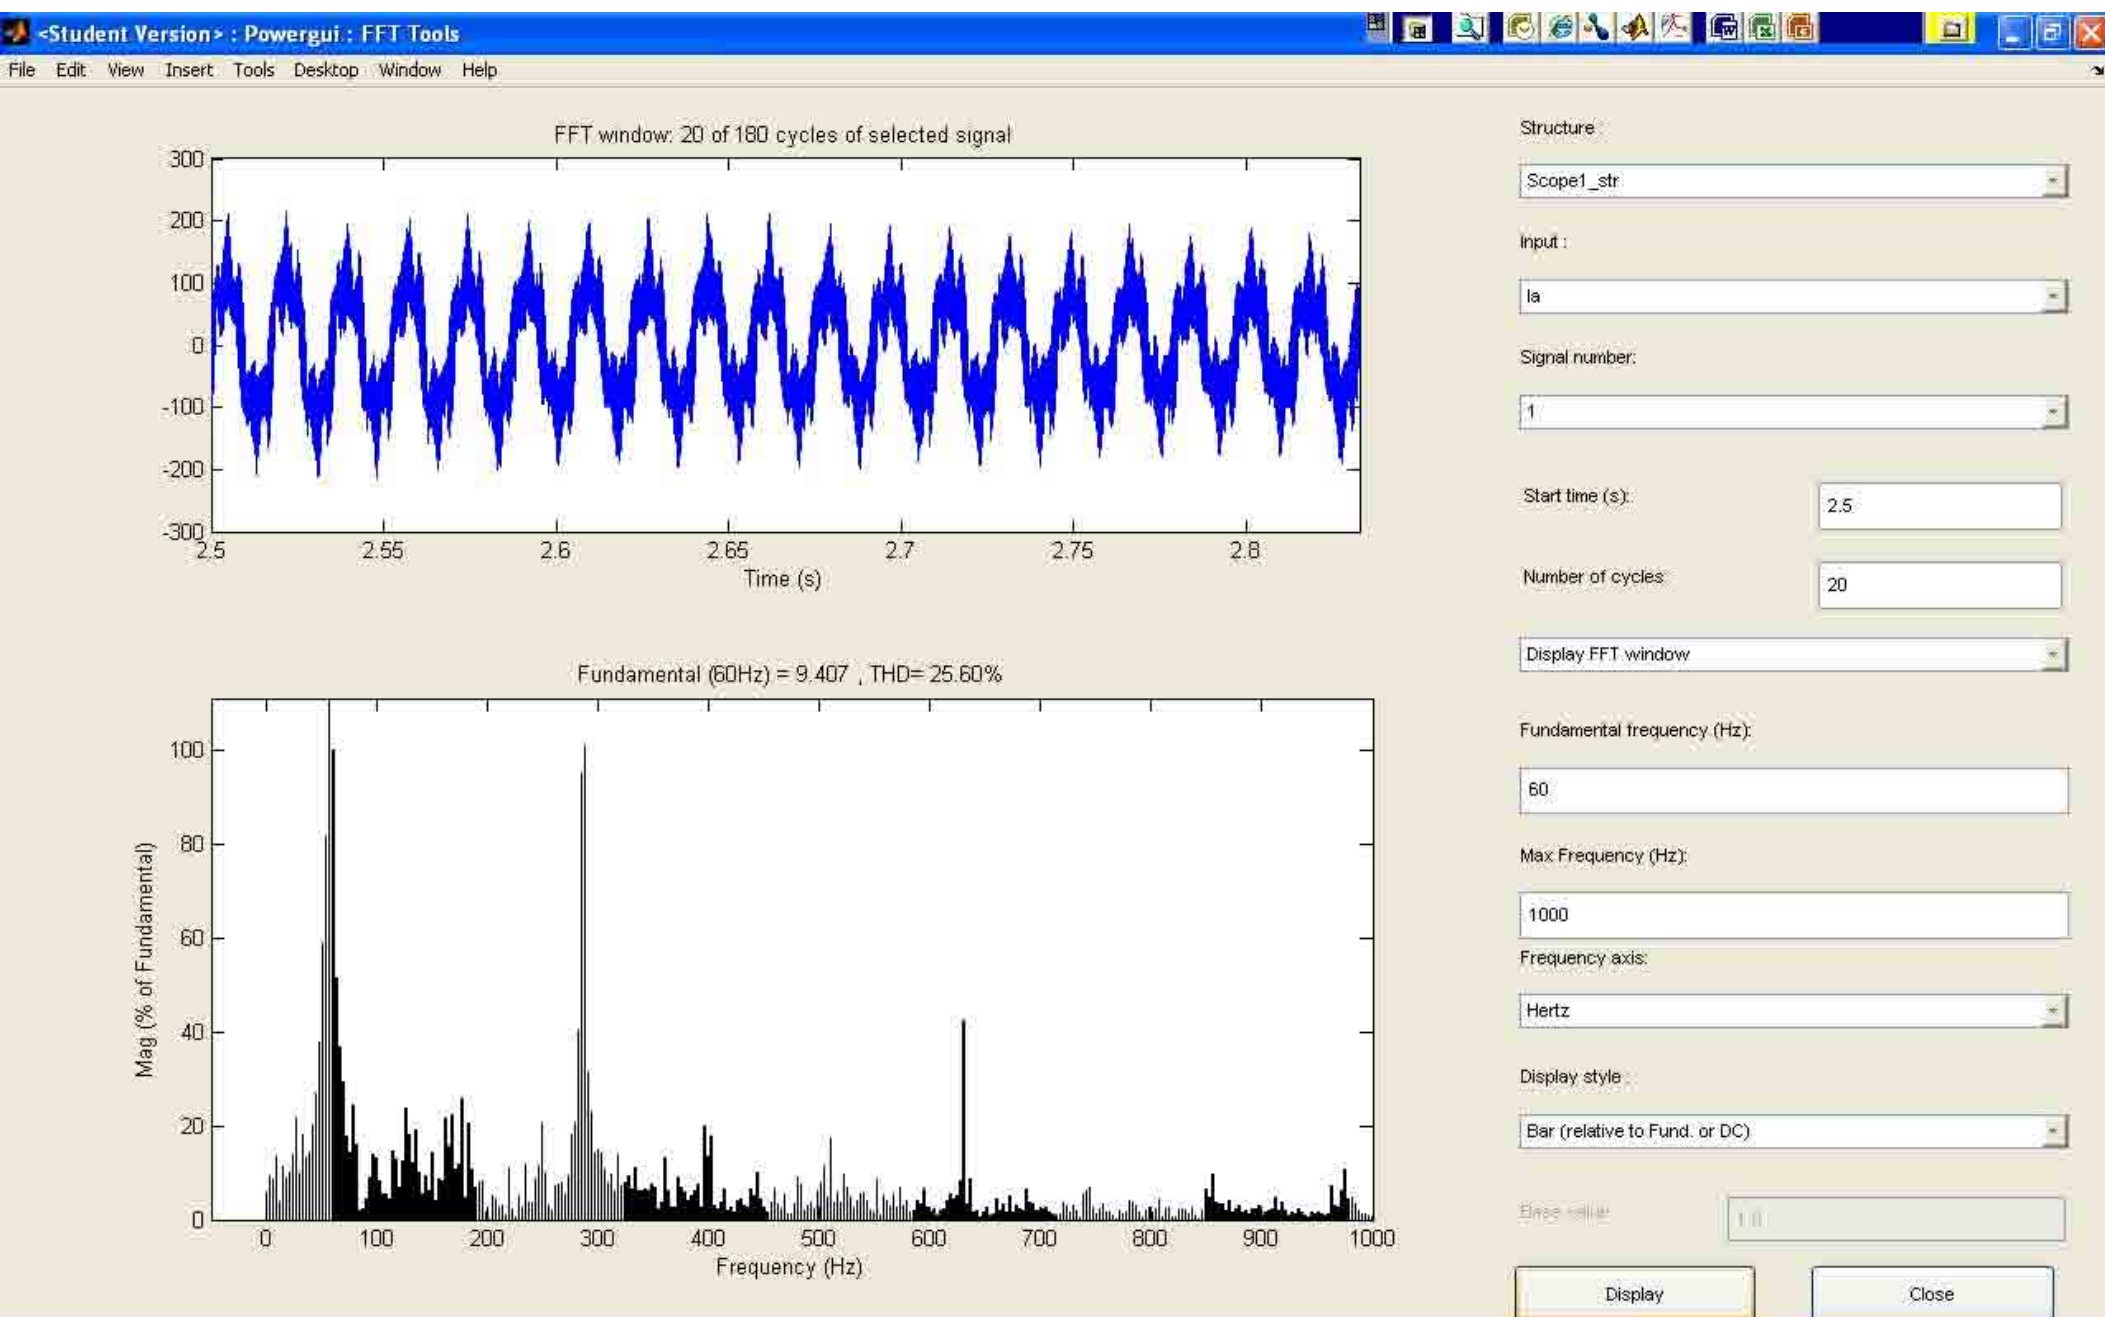 <Student Version> : Powergui : FFT Tools
File Edit View Insert Tools Desktop Window Help
FFT window: 20 of 180 cycles of selected signal
300
200
100
0
-100
-200
-300
2.5 2.55 2.6 2.65 2.7 2.75 2.8
Time (s)
Fundamental (60Hz) = 9.407 , THD= 25.60%
Mag (% of Fundamental)
100
80
60
40
20
0
0 100 200 300 400 500 600 700 800 900 1000
Frequency (Hz)
Structure :
Scope1_str
Input :
Ia
Signal number:
1
Start time (s):
2.5
Number of cycles:
20
Display FFT window
Fundamental frequency (Hz):
60
Max Frequency (Hz):
1000
Frequency axis:
Hertz
Display style :
Bar (relative to Fund. or DC)
Base value:
1.0
Display
Close